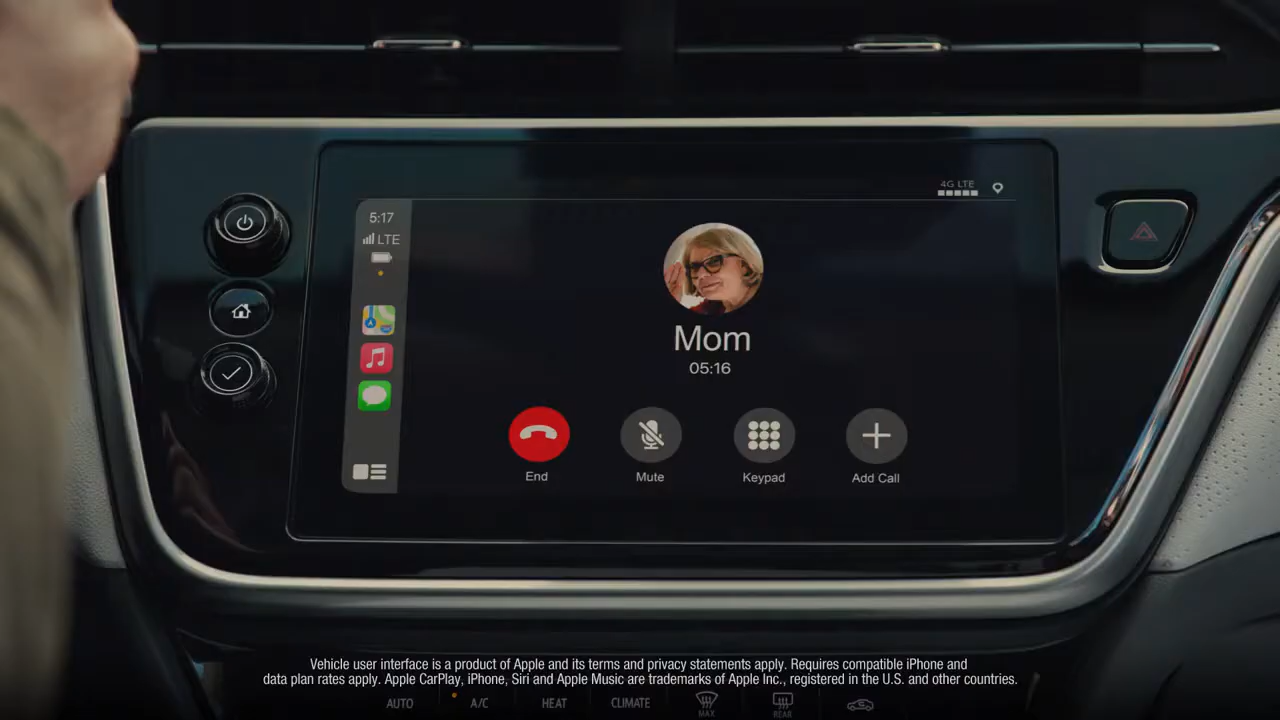 4G LTE
5:17
LTE
Mom
05:16
End
Mute
Keypad
Add Call
Vehicle user interface is a product of Apple and its terms and privacy statements apply. Requires compatible iPhone and
data plan rates apply. Apple CarPlay, iPhone, Siri and Apple Music are trademarks of Apple Inc., registered in the U.S. and other countries.
AUTO
A/C
HEAT
CLIMATE
MAX
REAR